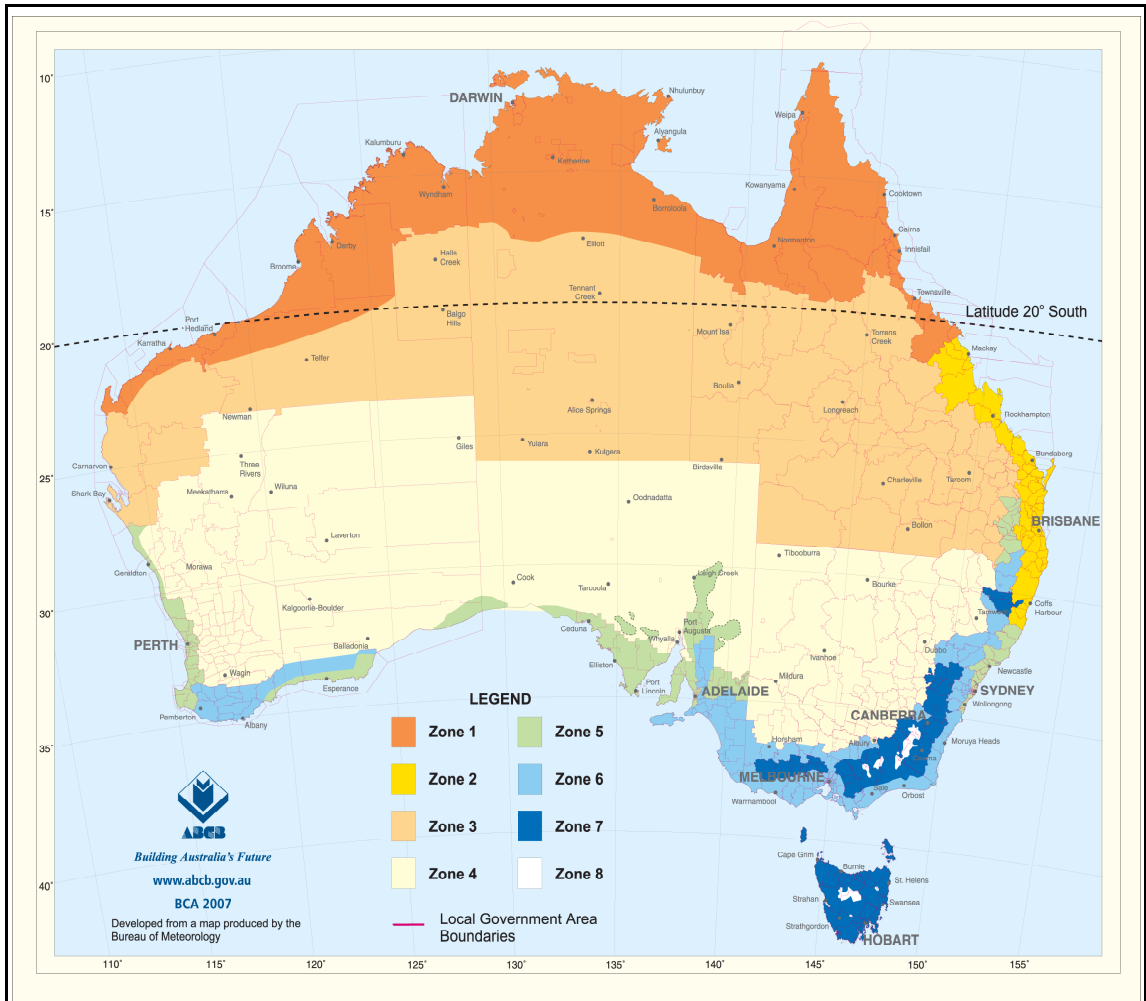 10°
15°
20°
25°
30°
35°
40°
DARWIN
Nhulunbuy
Alyangula
Weipa
Kalumburu
Katherine
Wyndham
Kowanyama
Cooktown
Borroloola
Cairns
Derby
Elliott
Normanton
Innisfail
Broome
Halls
Creek
Tennant
Creek
Townsville
Port
Hedland
Balgo
Hills
Latitude 20° South
Karratha
Mount Isa
Torrens
Creek
Mackay
Telfer
Boulia
Longreach
Newman
Alice Springs
Rockhampton
Giles
Yulara
Kulgera
Birdsville
Bundaberg
Carnarvon
Three
Rivers
Charleville
Taroom
Shark Bay
Meekatharra
Wiluna
Oodnadatta
BRISBANE
Bollon
Laverton
Tibooburra
Geraldton
Morawa
Cook
Tarcoola
Leigh Creek
Bourke
Kalgoorlie-Boulder
Tamworth
Coffs
Harbour
Ceduna
Port
Augusta
Whyalla
PERTH
Balladonia
Dubbo
Ivanhoe
Elliston
Newcastle
Wagin
Mildura
Port
Lincoln
ADELAIDE
SYDNEY
Esperance
Wollongong
Pemberton
Albany
CANBERRA
Horsham
Albury
Moruya Heads
Cooma
MELBOURNE
Sale
Orbost
Warrnambool
Cape Grim
Burnie
St. Helens
Strahan
Swansea
Strathgordon
HOBART
LEGEND
Zone 1
Zone 5
Zone 2
Zone 6
Zone 3
Zone 7
Zone 4
Zone 8
Local Government Area
Boundaries
ABCB
Building Australia's Future
www.abcb.gov.au
BCA 2007
Developed from a map produced by the
Bureau of Meteorology
110°
115°
120°
125°
130°
135°
140°
145°
150°
155°